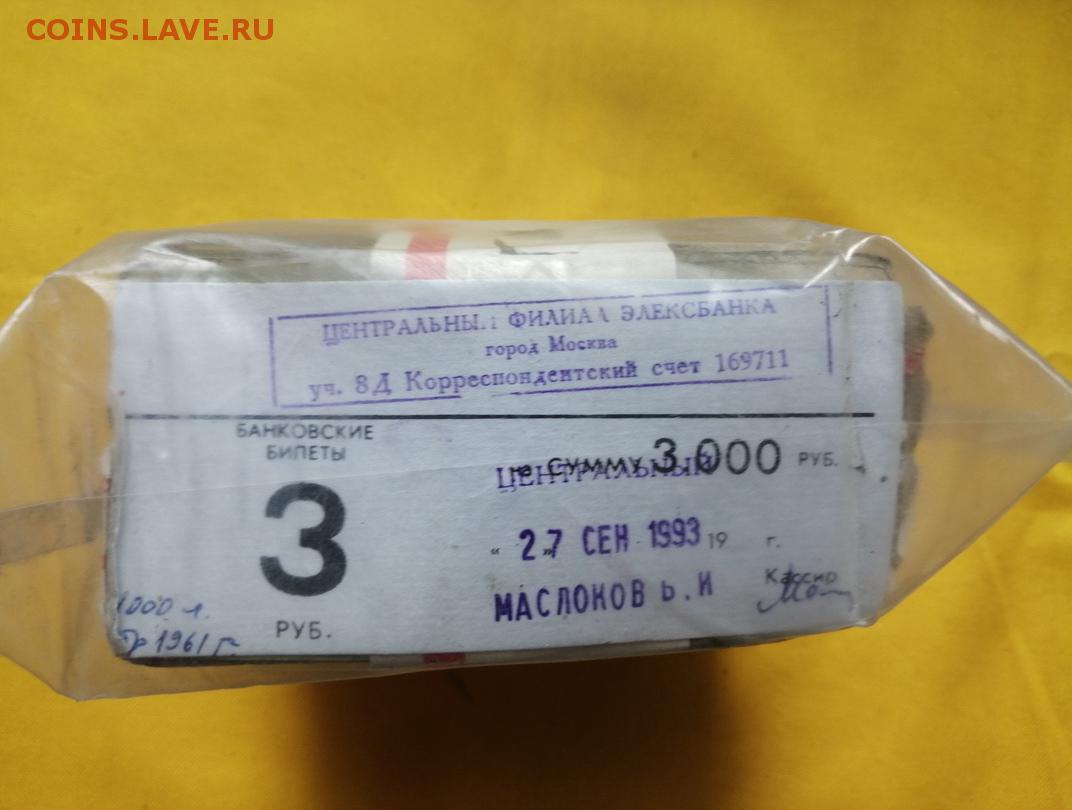 COINS.LAVE.RU
ЦЕНТРАЛЬНЫ ФИЛИАЛ ЭЛЕКСБАНКА
город Москва
уч. 8Д Корреспондентский счет 169711
БАНКОВСКИЕ
БИЛЕТЫ
3
РУБ.
на СУММУ 3.000 РУБ.
ЦЕНТРАЛЬНЫЙ
« 27 СЕН 1993 19 г.
МАСЛОКОВ Ь.И
Кассир
1000 л.
1961 г.